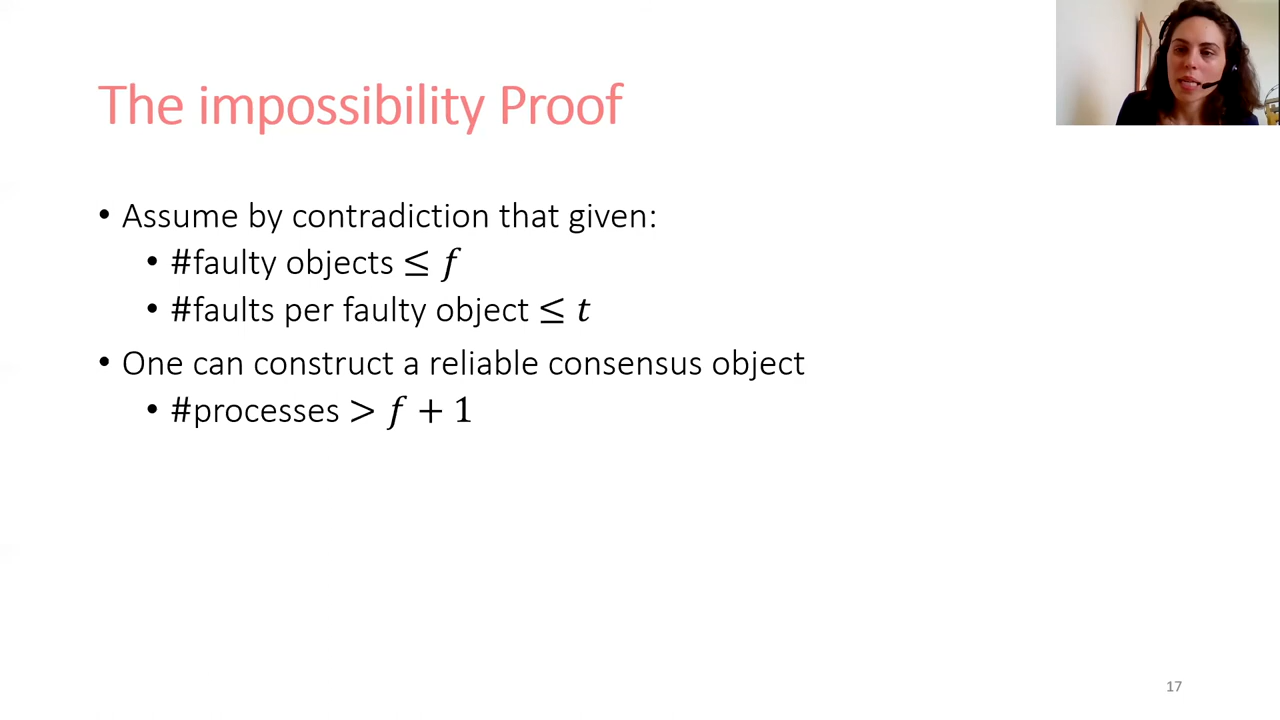 The impossibility Proof
• Assume by contradiction that given:
• #faulty objects ≤ f
• #faults per faulty object ≤ t
• One can construct a reliable consensus object
• #processes > f + 1
17